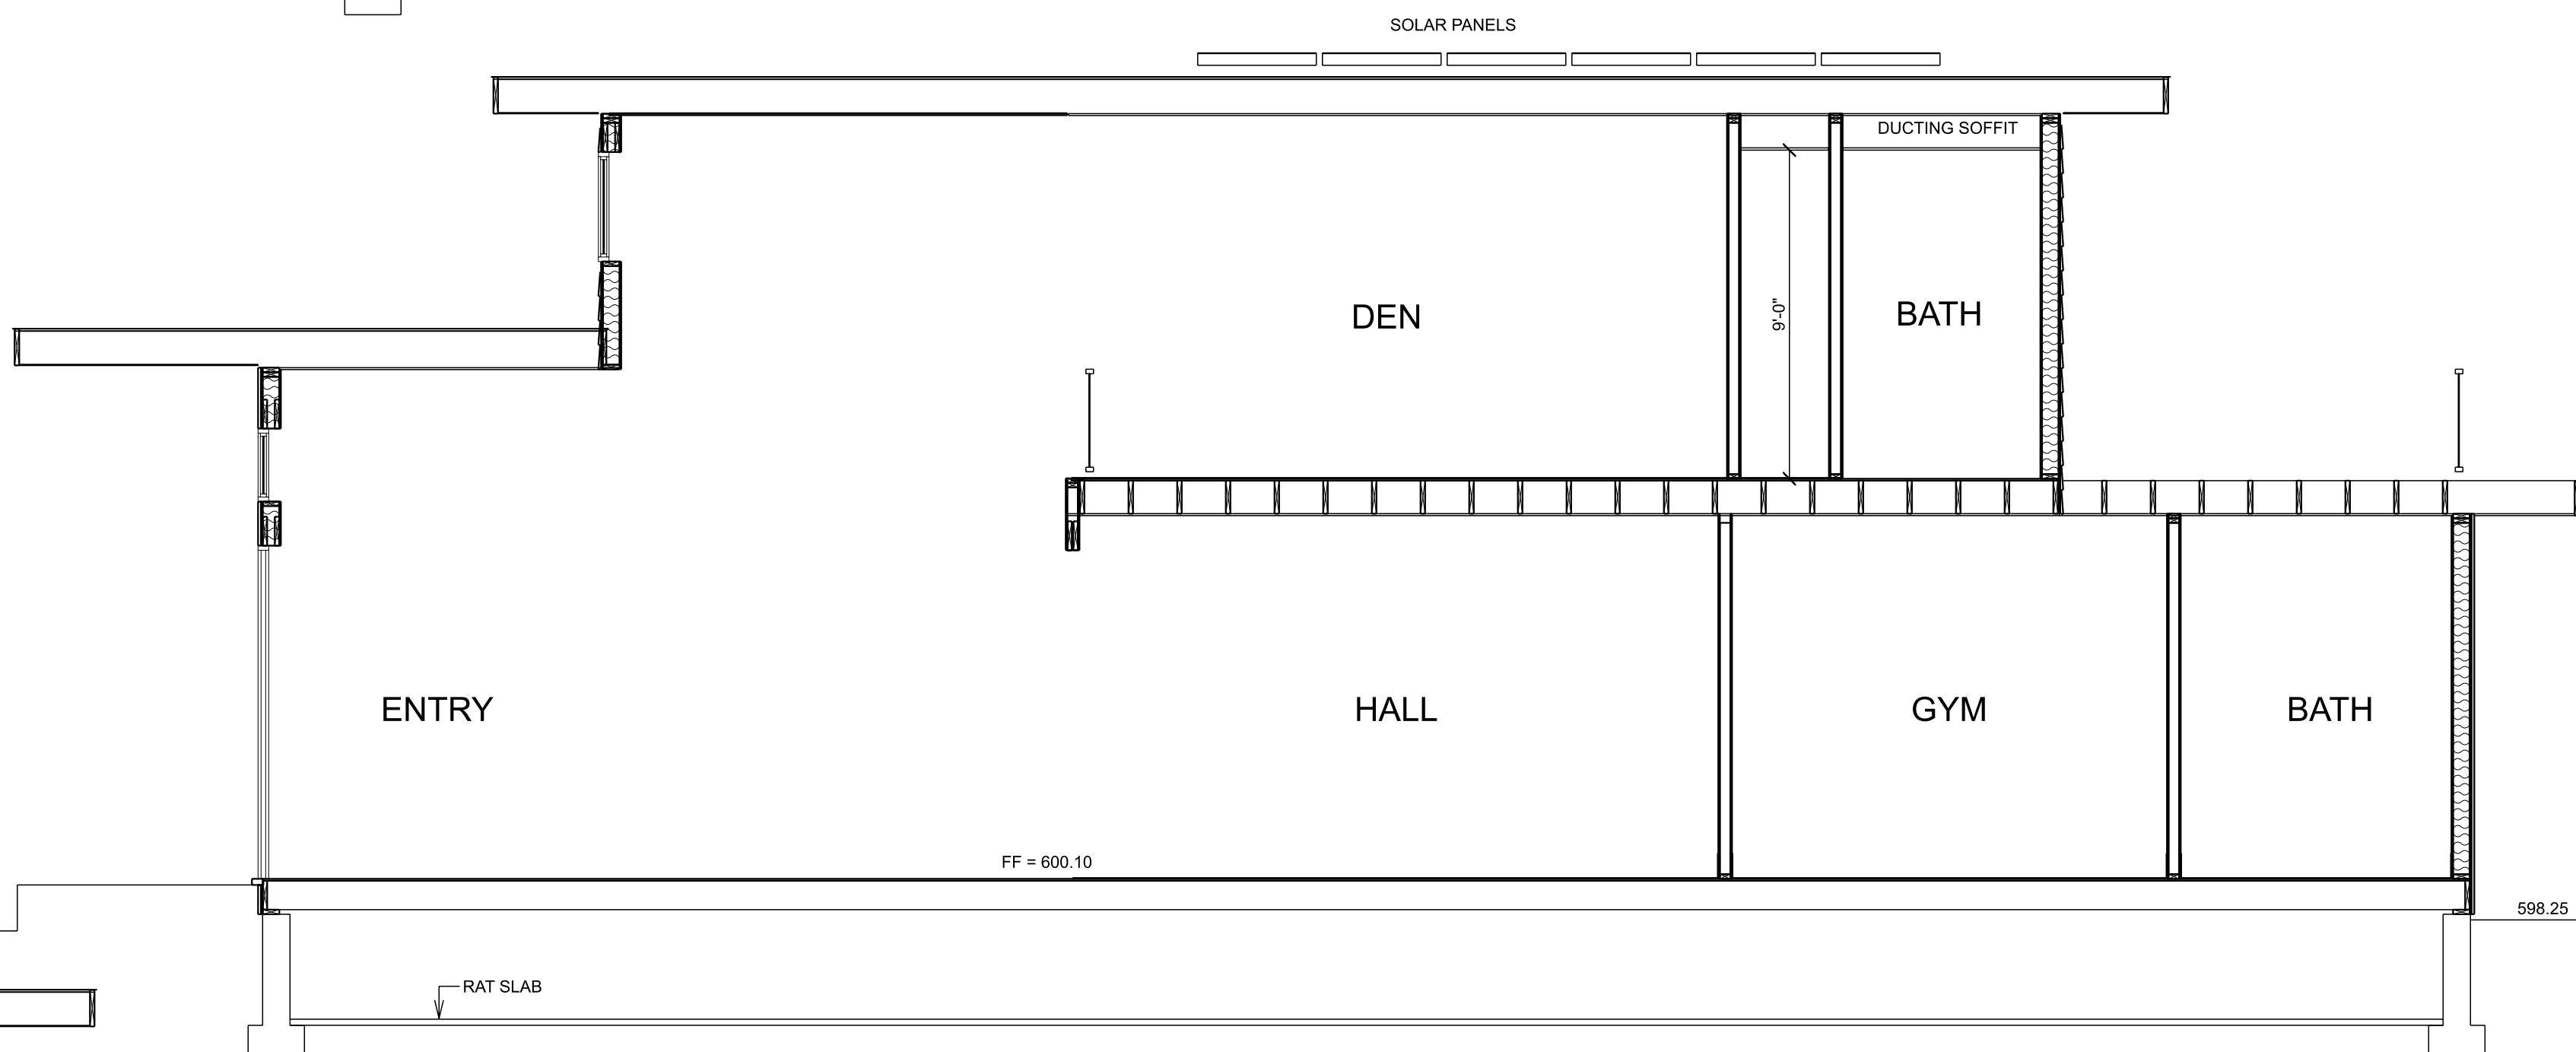 SOLAR PANELS
DUCTING SOFFIT
DEN
9'-0"
BATH
ENTRY
HALL
GYM
BATH
FF = 600.10
598.25
RAT SLAB